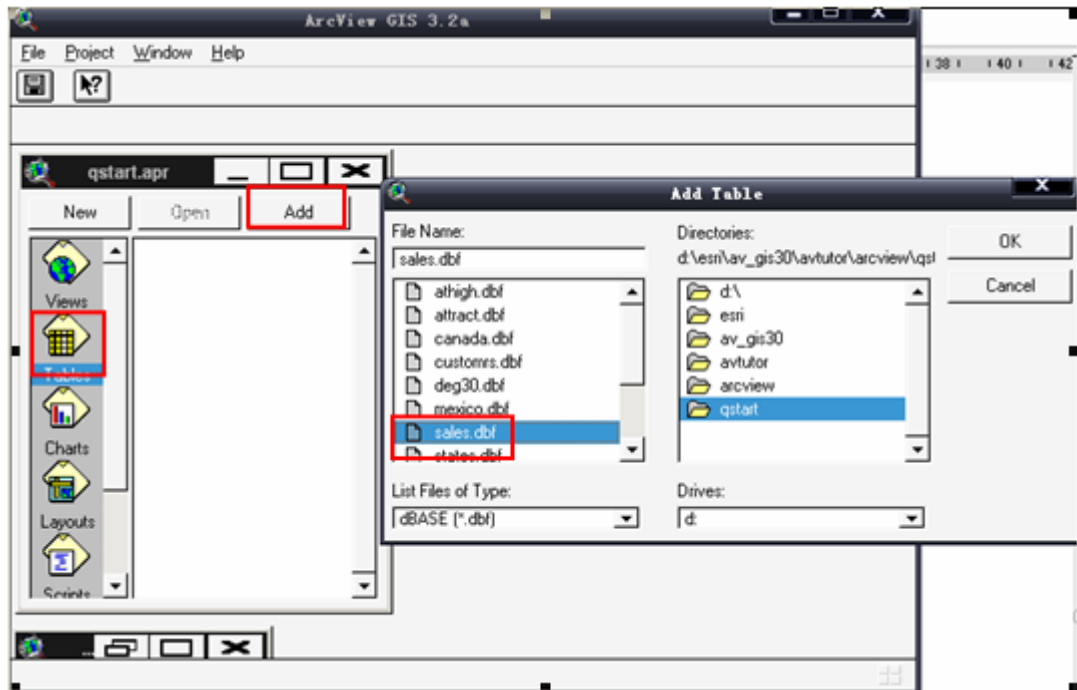 ArcView GIS 3.2a
File Project Window Help
38 40 42
qstart.apr
New Open Add
Views
Tables
Charts
Layouts
Scripts
Add Table
File Name:
sales.dbf
athigh.dbf
attract.dbf
canada.dbf
customrs.dbf
deg30.dbf
mexico.dbf
sales.dbf
states.dbf
List Files of Type:
dBASE (*.dbf)
Directories:
d:\esri\av_gis30\avtutor\arcview\qst
d:\
esri
av_gis30
avtutor
arcview
qstart
Drives:
d:
OK
Cancel
...